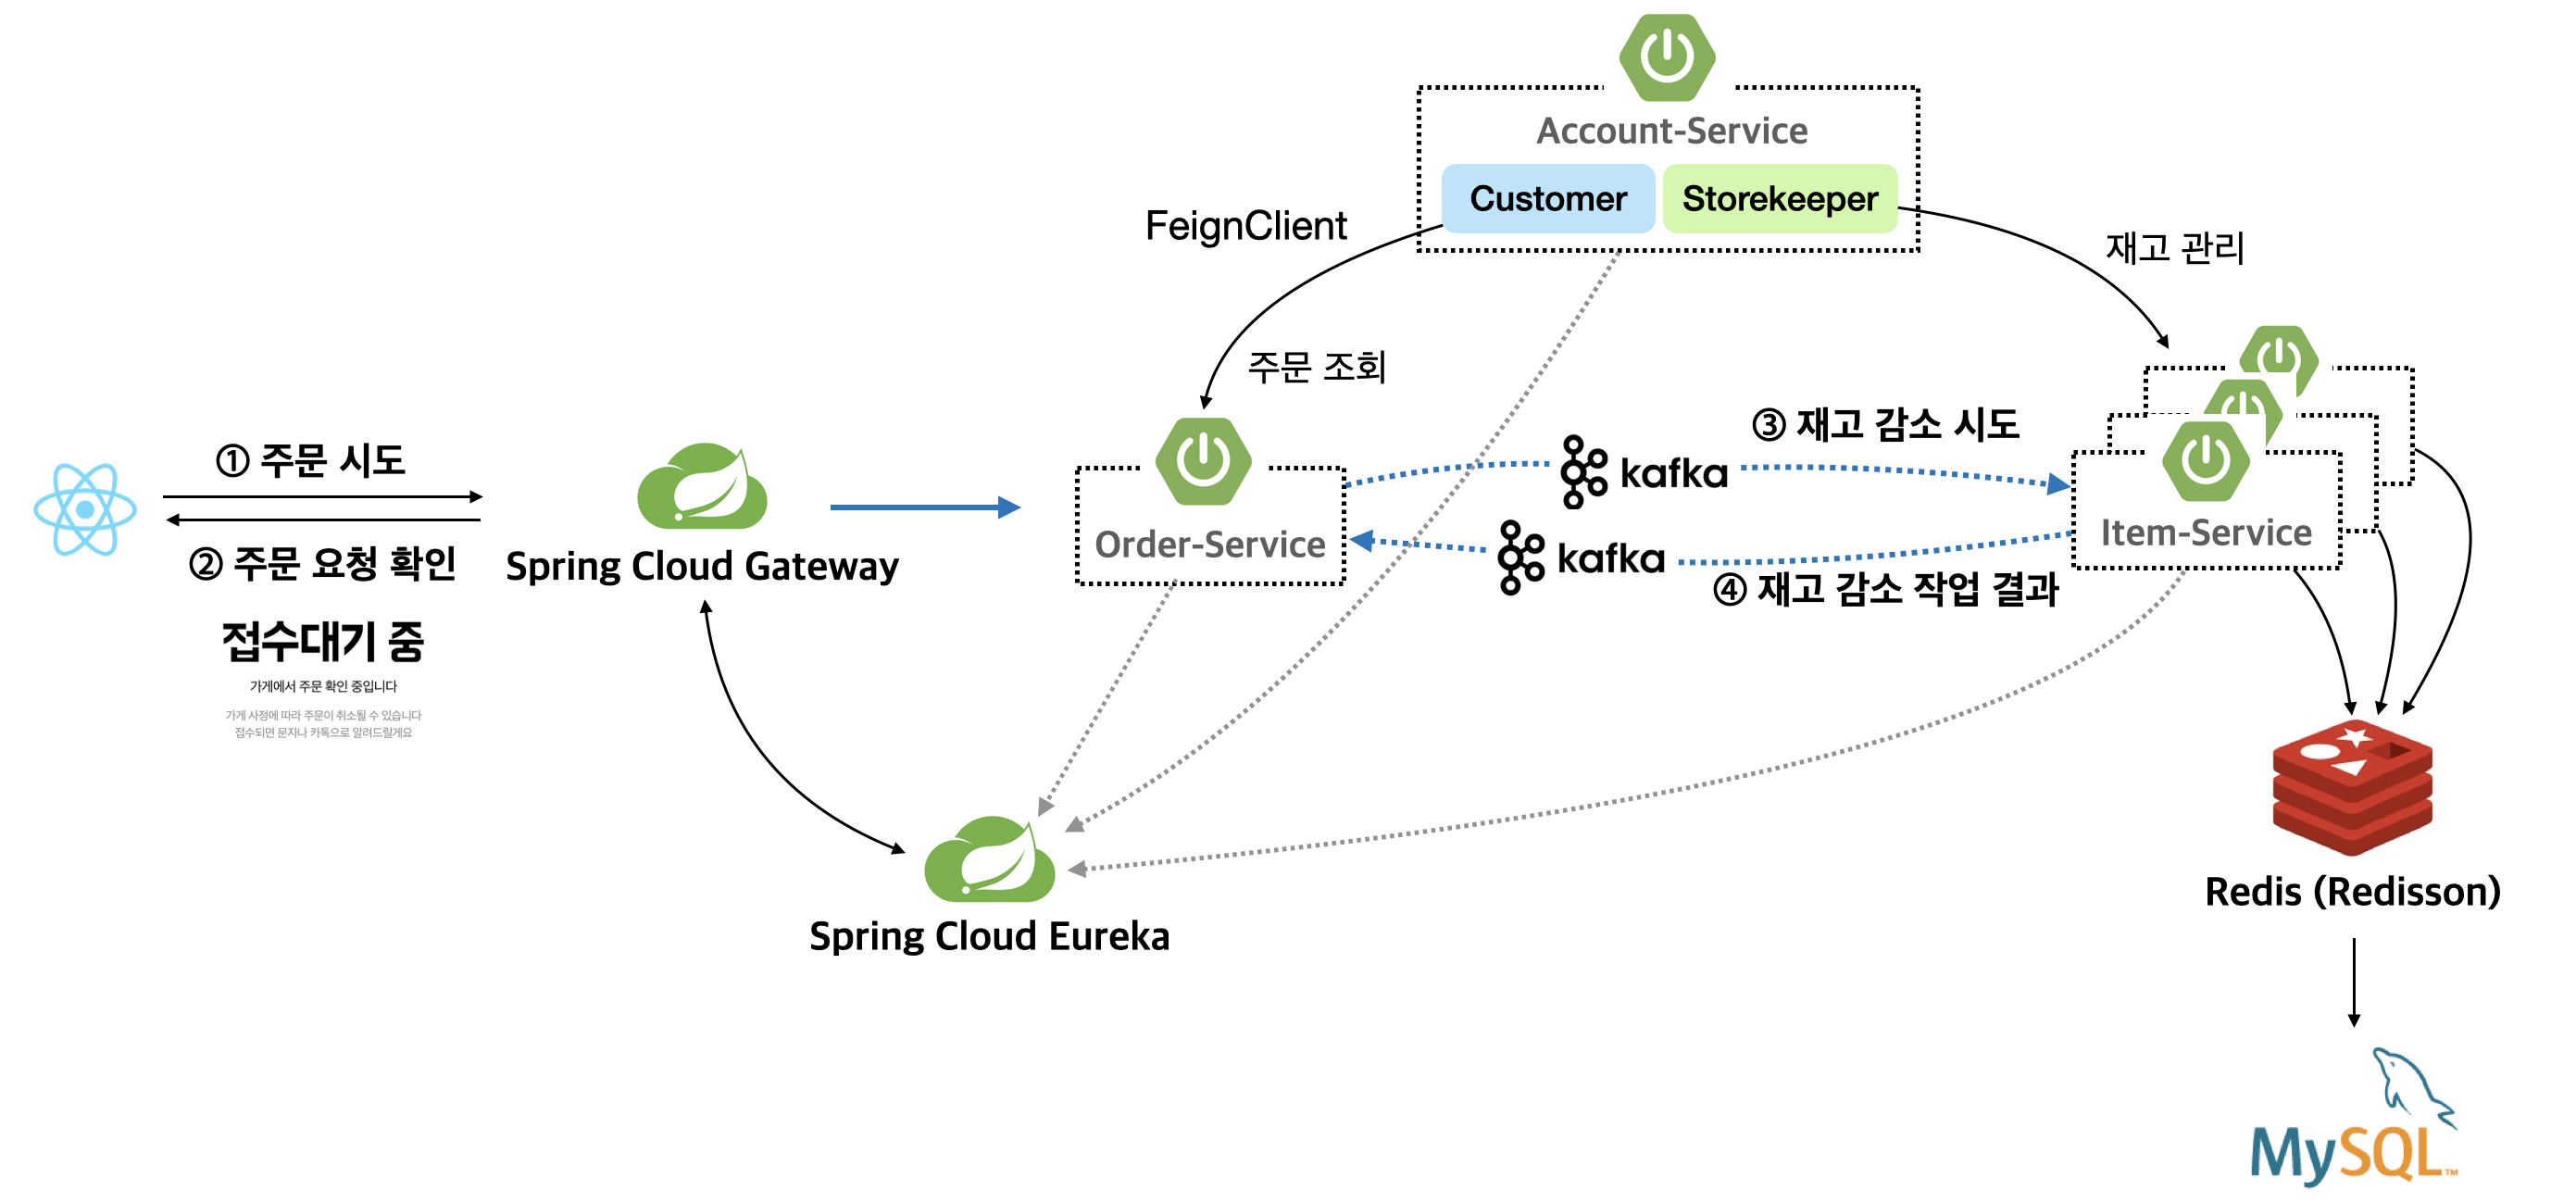 Account-Service
Customer
Storekeeper
FeignClient
재고 관리
주문 조회
① 주문 시도
② 주문 요청 확인
접수대기 중
가게에서 주문 확인 중입니다
가게 사정에 따라 주문이 취소될 수 있습니다
접수되면 문자나 카톡으로 알려드릴게요
Spring Cloud Gateway
Order-Service
③ 재고 감소 시도
kafka
kafka
④ 재고 감소 작업 결과
Item-Service
Spring Cloud Eureka
Redis (Redisson)
MySQL™